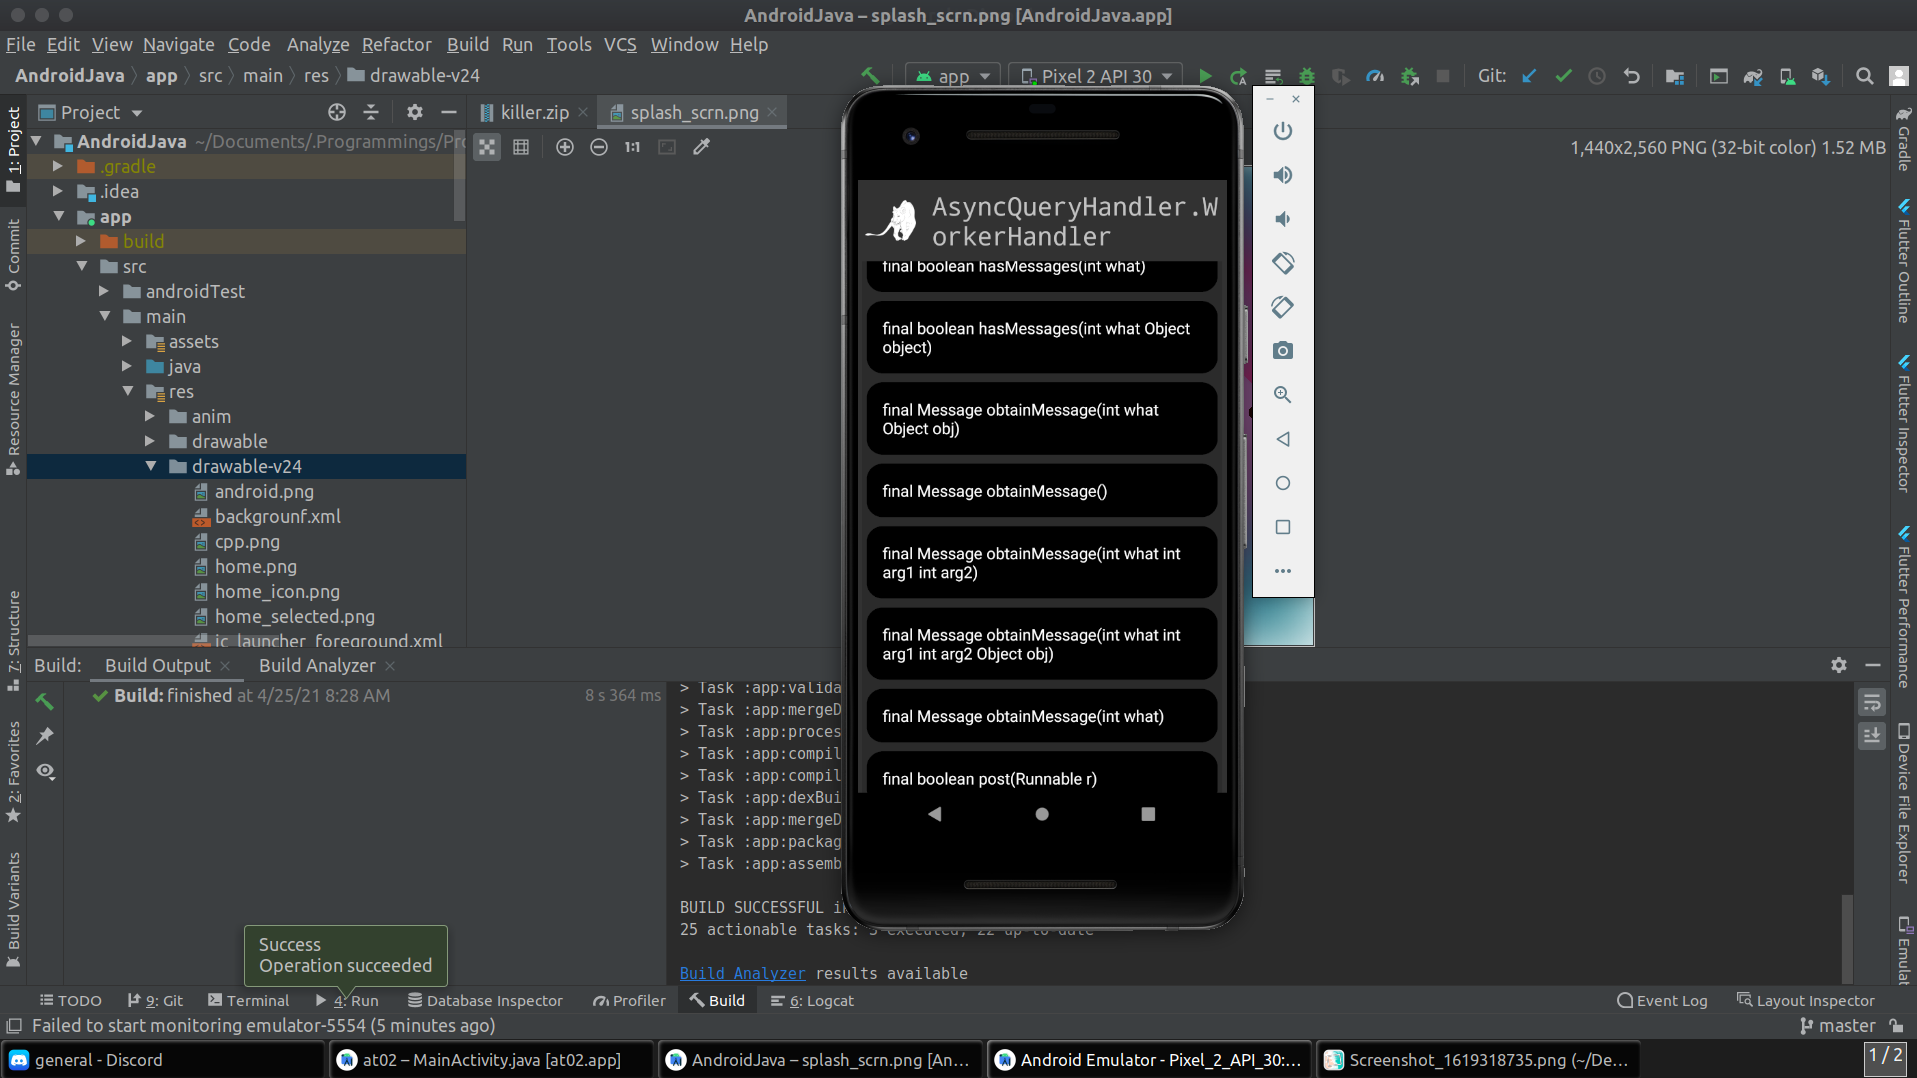 AndroidJava – splash_scrn.png [AndroidJava.app]
File Edit View Navigate Code Analyze Refactor Build Run Tools VCS Window Help
AndroidJava app src main res drawable-v24
app Pixel 2 API 30 Git:
Project
killer.zip splash_scrn.png
1:1
1,440x2,560 PNG (32-bit color) 1.52 MB
AndroidJava ~/Documents/.Programmings/Pr
.gradle
.idea
app
build
src
androidTest
main
assets
java
res
anim
drawable
drawable-v24
android.png
backgrounf.xml
cpp.png
home.png
home_icon.png
home_selected.png
ic_launcher_foreground.xml
1: Project
Commit
Resource Manager
7: Structure
2: Favorites
Build Variants
AsyncQueryHandler.W
orkerHandler
final boolean hasMessages(int what)
final boolean hasMessages(int what Object
object)
final Message obtainMessage(int what
Object obj)
final Message obtainMessage()
final Message obtainMessage(int what int
arg1 int arg2)
final Message obtainMessage(int what int
arg1 int arg2 Object obj)
final Message obtainMessage(int what)
final boolean post(Runnable r)
Gradle
Flutter Outline
Flutter Inspector
Flutter Performance
Device File Explorer
Emulat
Build: Build Output Build Analyzer
Build: finished at 4/25/21 8:28 AM 8 s 364 ms
> Task :app:valida
> Task :app:mergeD
> Task :app:proces
> Task :app:compil
> Task :app:compil
> Task :app:dexBui
> Task :app:mergeD
> Task :app:packag
> Task :app:assemb
BUILD SUCCESSFUL i
25 actionable tasks: 3 executed, 22 up-to-date
Build Analyzer results available
Success
Operation succeeded
TODO 9: Git Terminal 4: Run Database Inspector Profiler Build 6: Logcat Event Log Layout Inspector
Failed to start monitoring emulator-5554 (5 minutes ago) master
general - Discord
at02 – MainActivity.java [at02.app]
AndroidJava – splash_scrn.png [An...
Android Emulator - Pixel_2_API_30:...
Screenshot_1619318735.png (~/De...
1 / 2